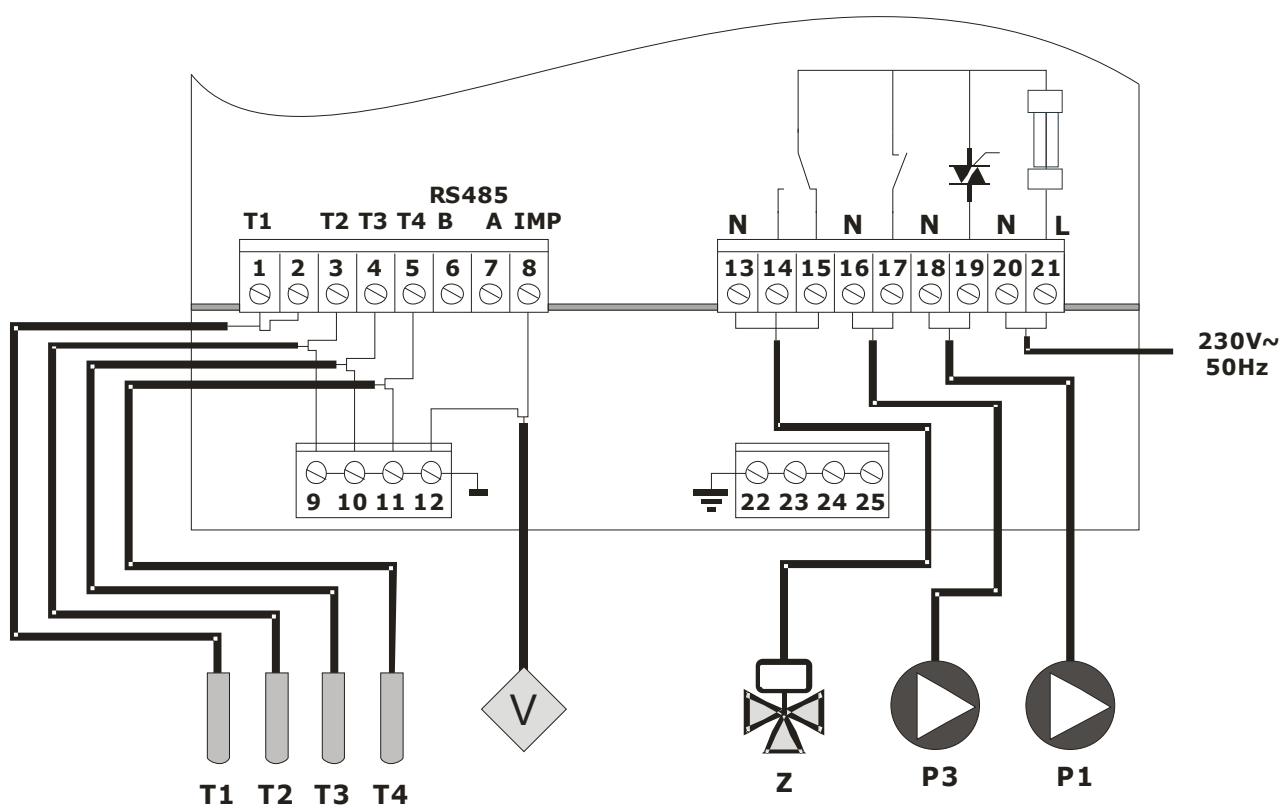 RS485
T1 T2 T3 T4 B A IMP
1 2 3 4 5 6 7 8
N N N N L
13 14 15 16 17 18 19 20 21
230V~
50Hz
9 10 11 12
22 23 24 25
V
T1 T2 T3 T4
Z
P3
P1